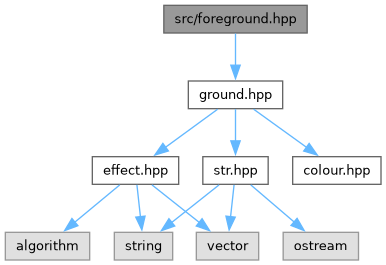 src/foreground.hpp
ground.hpp
effect.hpp
str.hpp
colour.hpp
algorithm
string
vector
ostream